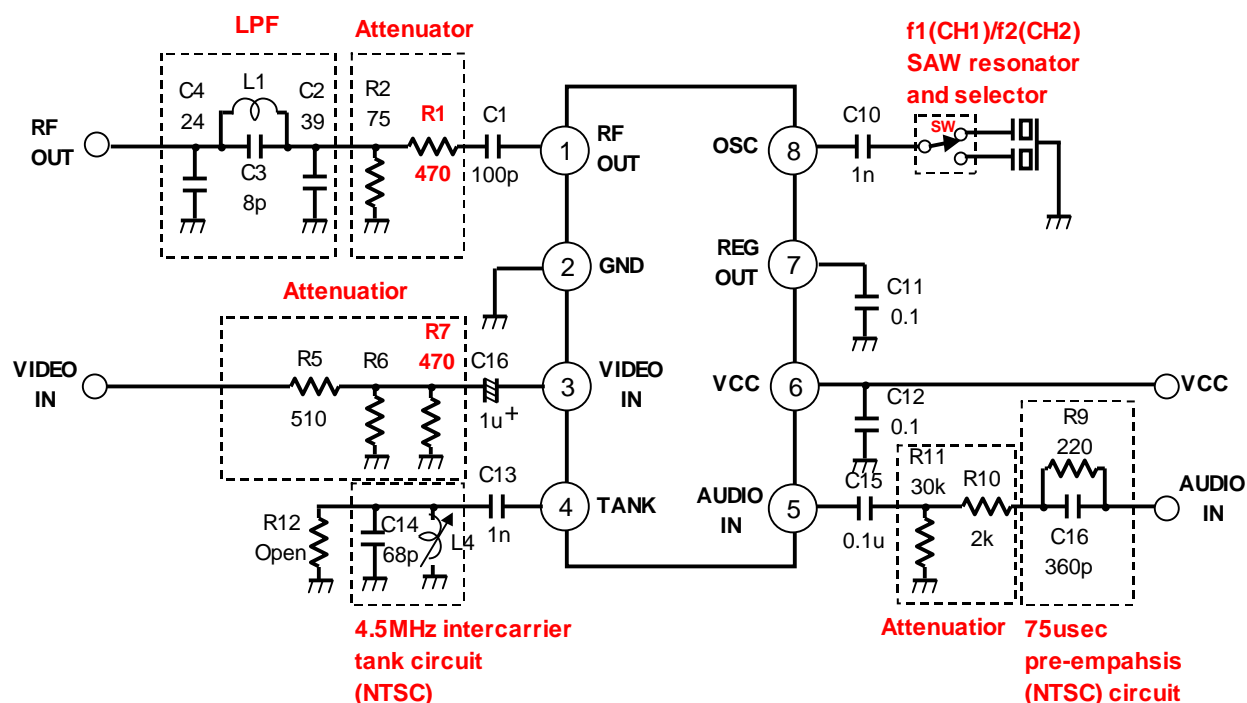 LPF
Attenuator
f1(CH1)/f2(CH2)
SAW resonator
and selector
C4
24
L1
C2
39
R2
75
R1
470
C1
100p
RF
OUT
C3
8p
1
RF
OUT
OSC
8
C10
1n
SW
2
GND
REG
OUT
7
C11
0.1
Attenuatior
R7
470
VIDEO
IN
R5
510
R6
C16
1u+
3
VIDEO
IN
VCC
6
VCC
C12
0.1
R9
220
R12
Open
C14
68p
L4
C13
1n
4
TANK
AUDIO
IN
5
C15
0.1u
R11
30k
R10
2k
C16
360p
AUDIO
IN
4.5MHz intercarrier
tank circuit
(NTSC)
Attenuatior
75usec
pre-empahsis
(NTSC) circuit